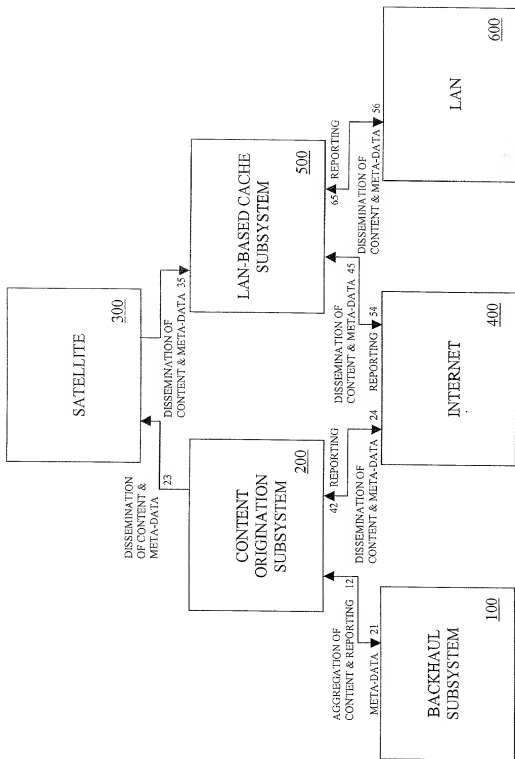 SATELLITE
300
DISSEMINATION
OF CONTENT &
META-DATA
23
DISSEMINATION OF
CONTENT & META-DATA 35
CONTENT
ORIGINATION
SUBSYSTEM
200
LAN-BASED CACHE
SUBSYSTEM
500
AGGREGATION OF
CONTENT & REPORTING 12
META-DATA 21
42 REPORTING
DISSEMINATION OF
CONTENT & META-DATA 24
DISSEMINATION OF
CONTENT & META-DATA 45
REPORTING 54
65 REPORTING
DISSEMINATION OF
CONTENT & META-DATA 56
BACKHAUL
SUBSYSTEM
100
INTERNET
400
LAN
600